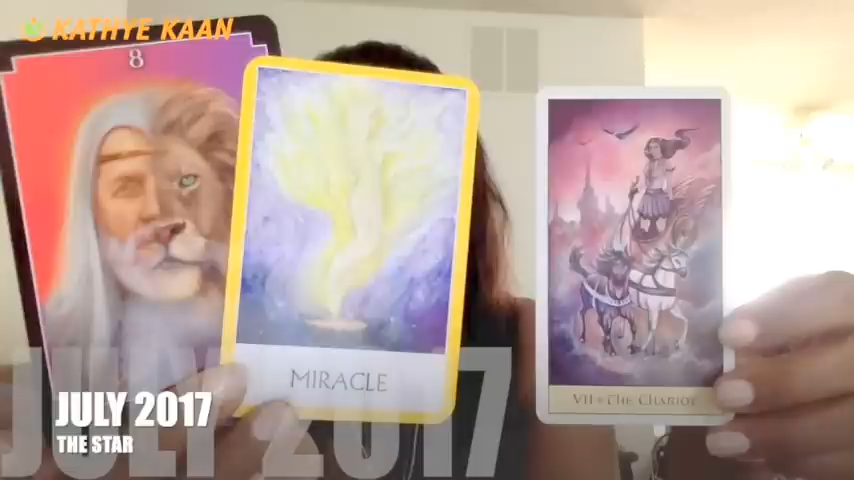 KATHYE KAAN
8
MIRACLE
VII • The Chariot
JULY 2017
JULY 2017
THE STAR